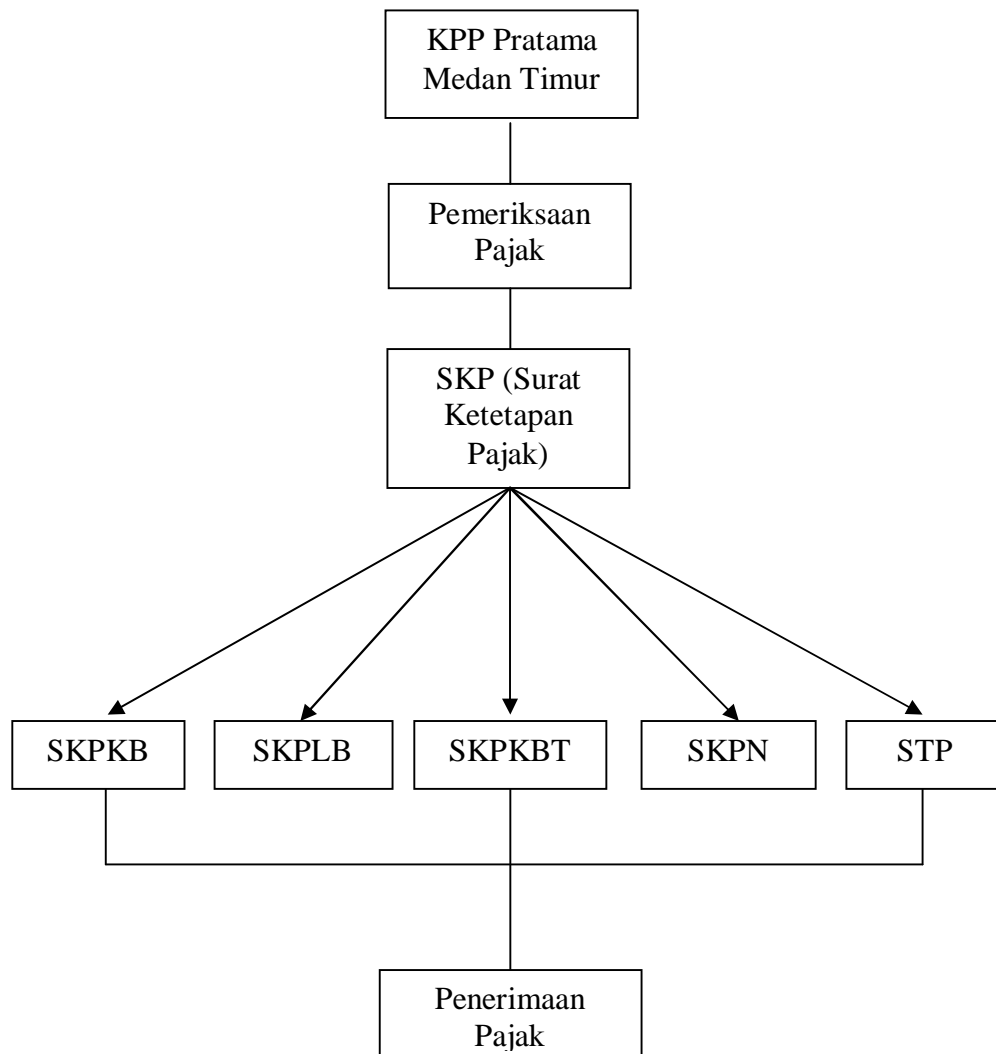 KPP Pratama
Medan Timur
Pemeriksaan
Pajak
SKP (Surat
Ketetapan
Pajak)
SKPKB
SKPLB
SKPKBT
SKPN
STP
Penerimaan
Pajak